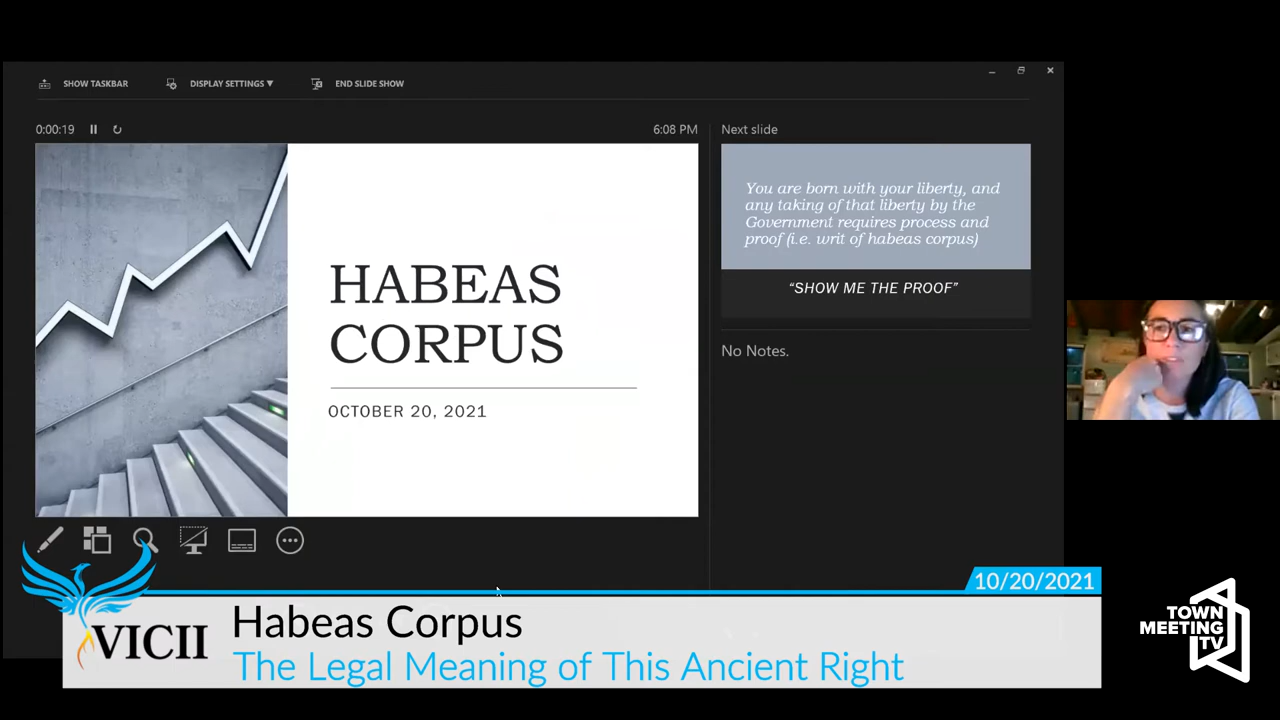 SHOW TASKBAR
DISPLAY SETTINGS ▼
END SLIDE SHOW
0:00:19
6:08 PM
Next slide
HABEAS
CORPUS
OCTOBER 20, 2021
You are born with your liberty, and
any taking of that liberty by the
Government requires process and
proof (i.e. writ of habeas corpus)
“SHOW ME THE PROOF”
No Notes.
10/20/2021
VICII
Habeas Corpus
The Legal Meaning of This Ancient Right
TOWN
MEETING
TV